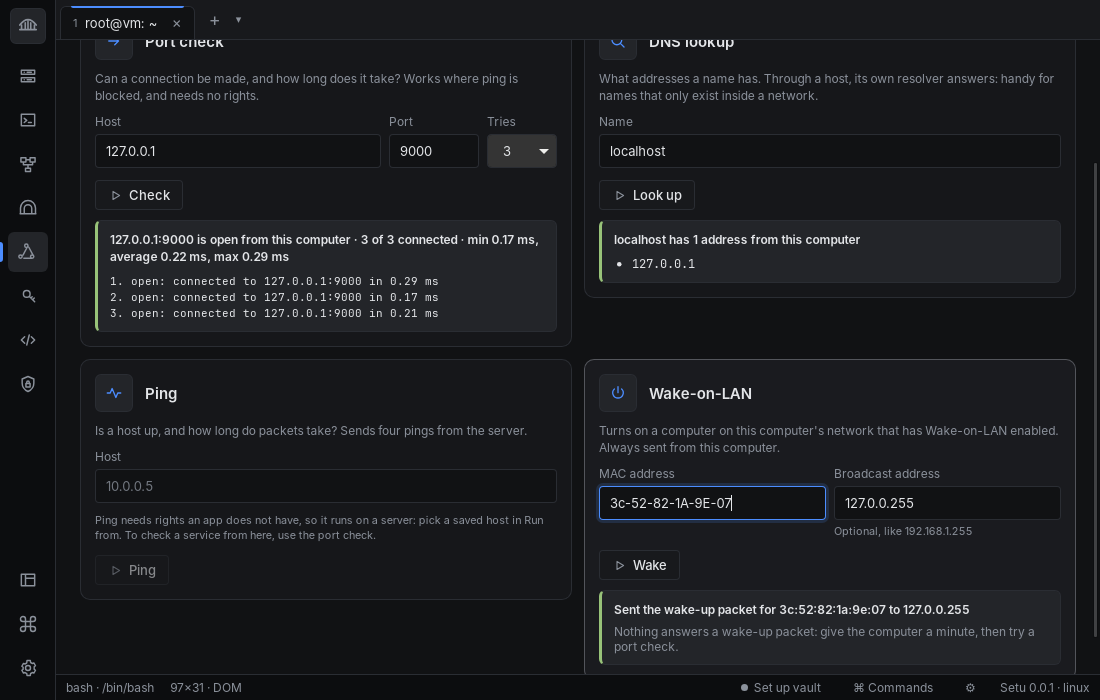 1 root@vm: ~ × + ▾
Port check
Can a connection be made, and how long does it take? Works where ping is
blocked, and needs no rights.
Host Port Tries
127.0.0.1 9000 3
Check
127.0.0.1:9000 is open from this computer · 3 of 3 connected · min 0.17 ms,
average 0.22 ms, max 0.29 ms
1. open: connected to 127.0.0.1:9000 in 0.29 ms
2. open: connected to 127.0.0.1:9000 in 0.17 ms
3. open: connected to 127.0.0.1:9000 in 0.21 ms
DNS lookup
What addresses a name has. Through a host, its own resolver answers: handy for
names that only exist inside a network.
Name
localhost
Look up
localhost has 1 address from this computer
• 127.0.0.1
Ping
Is a host up, and how long do packets take? Sends four pings from the server.
Host
10.0.0.5
Ping needs rights an app does not have, so it runs on a server: pick a saved host in Run
from. To check a service from here, use the port check.
Ping
Wake-on-LAN
Turns on a computer on this computer's network that has Wake-on-LAN enabled.
Always sent from this computer.
MAC address Broadcast address
3c-52-82-1A-9E-07 127.0.0.255
Optional, like 192.168.1.255
Wake
Sent the wake-up packet for 3c:52:82:1a:9e:07 to 127.0.0.255
Nothing answers a wake-up packet: give the computer a minute, then try a
port check.
bash · /bin/bash 97×31 · DOM Set up vault ⌘ Commands ⚙ Setu 0.0.1 · linux